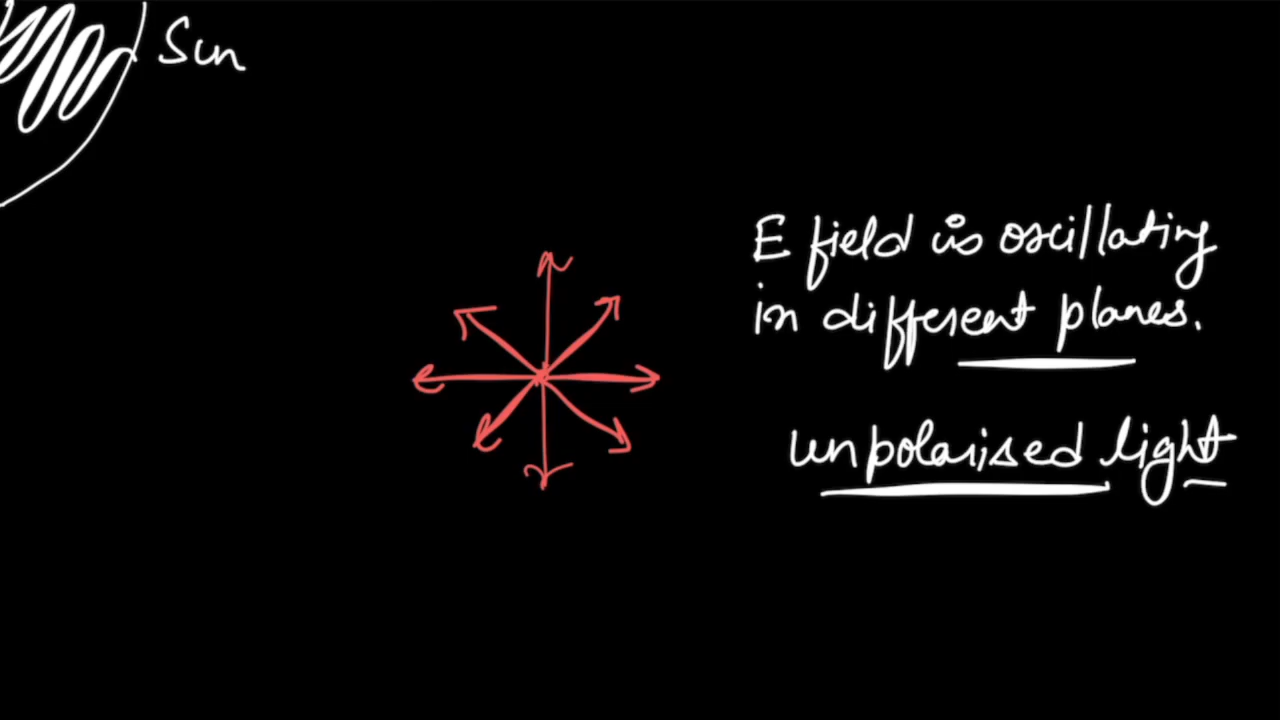 Sun
E field is oscillating
in different planes.
unpolarised light